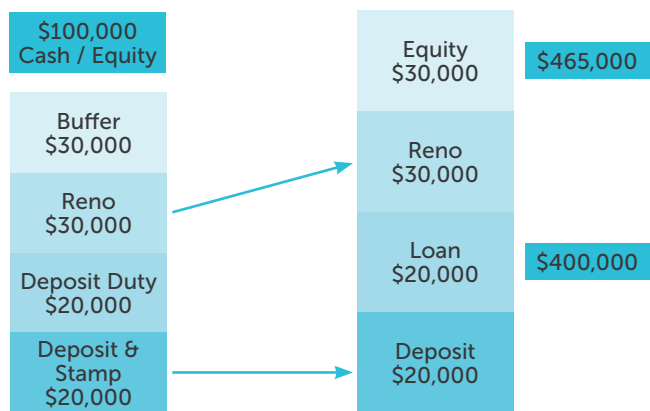 $100,000
Cash / Equity
Buffer
$30,000
Reno
$30,000
Deposit Duty
$20,000
Deposit &
Stamp
$20,000
Equity
$30,000
Reno
$30,000
Loan
$20,000
Deposit
$20,000
$465,000
$400,000